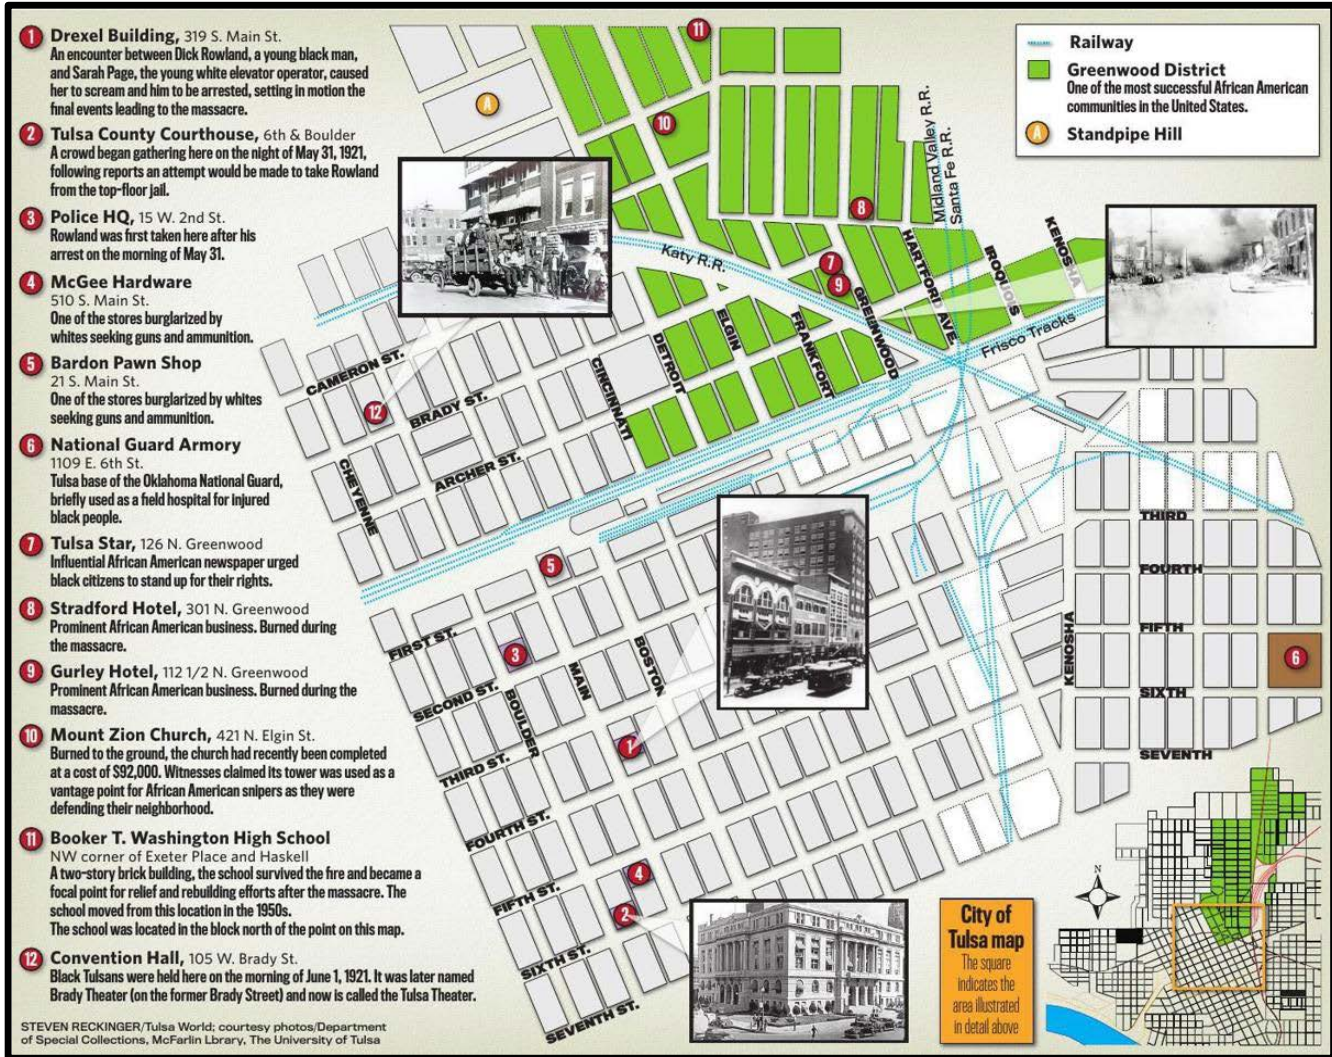 1 Drexel Building, 319 S. Main St.
An encounter between Dick Rowland, a young black man,
and Sarah Page, the young white elevator operator, caused
her to scream and him to be arrested, setting in motion the
fnal events leading to the massacre.
2 Tulsa County Courthouse, 6th & Boulder
A crowd began gathering here on the night of May 31, 1921,
following reports an attempt would be made to take Rowland
from the top-floor jail.
3 Police HQ, 15 W. 2nd St.
Rowland was frst taken here after his
arrest on the morning of May 31.
4 McGee Hardware
510 S. Main St.
One of the stores burglarized by
whites seeking guns and ammunition.
5 Bardon Pawn Shop
21 S. Main St.
One of the stores burglarized by whites
seeking guns and ammunition.
6 National Guard Armory
1109 E. 6th St.
Tulsa base of the Oklahoma National Guard,
briefly used as a field hospital for injured
black people.
7 Tulsa Star, 126 N. Greenwood
Influential African American newspaper urged
black citizens to stand up for their rights.
8 Stradford Hotel, 301 N. Greenwood
Prominent African American business. Burned during
the massacre.
9 Gurley Hotel, 112 1/2 N. Greenwood
Prominent African American business. Burned during the
massacre.
10 Mount Zion Church, 421 N. Elgin St.
Burned to the ground, the church had recently been completed
at a cost of $92,000. Witnesses claimed its tower was used as a
vantage point for African American snipers as they were
defending their neighborhood.
11 Booker T. Washington High School
NW corner of Exeter Place and Haskell
A two-story brick building, the school survived the fre and became a
focal point for relief and rebuilding efforts after the massacre. The
school moved from this location in the 1950s.
The school was located in the block north of the point on this map.
12 Convention Hall, 105 W. Brady St.
Black Tulsans were held here on the morning of June 1, 1921. It was later named
Brady Theater (on the former Brady Street) and now is called the Tulsa Theater.
STEVEN RECKINGER/Tulsa World; courtesy photos/Department
of Special Collections, McFarlin Lbrary, The University of Tulsa
Railway
Greenwood District
One of the most successful African American
communities in the United States.
A Standpipe Hill
11
A
10
Midland Valley R.R.
Santa Fe R.R.
8
Katy R.R.
7
9
HARTFORD AVE.
IROQUOIS
KENOSHA
GREENWOOD
FRANKFORT
ELGIN
DETROIT
CINCINNATI
Frisco Tracks
CAMERON ST.
12
BRADY ST.
ARCHER ST.
CHEYENNE
5
FIRST ST.
3
SECOND ST.
BOULDER
MAIN
BOSTON
1
THIRD ST.
FOURTH ST.
4
FIFTH ST.
2
SIXTH ST.
SEVENTH ST.
THIRD
FOURTH
FIFTH
KENOSHA
6
SIXTH
SEVENTH
N
City of
Tulsa map
The square
indicates the
area illustrated
in detail above